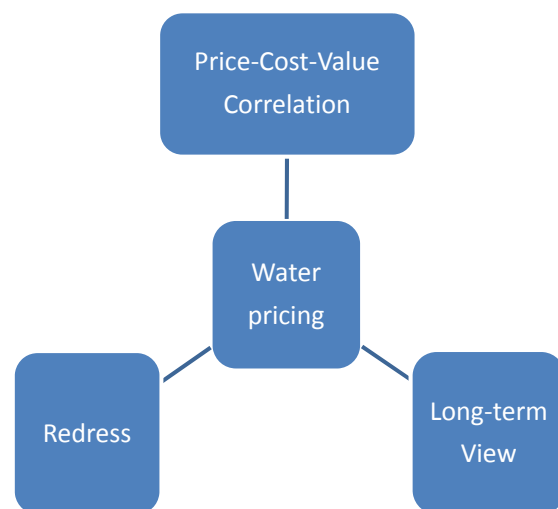 Price-Cost-Value
Correlation
Water
pricing
Redress
Long-term
View